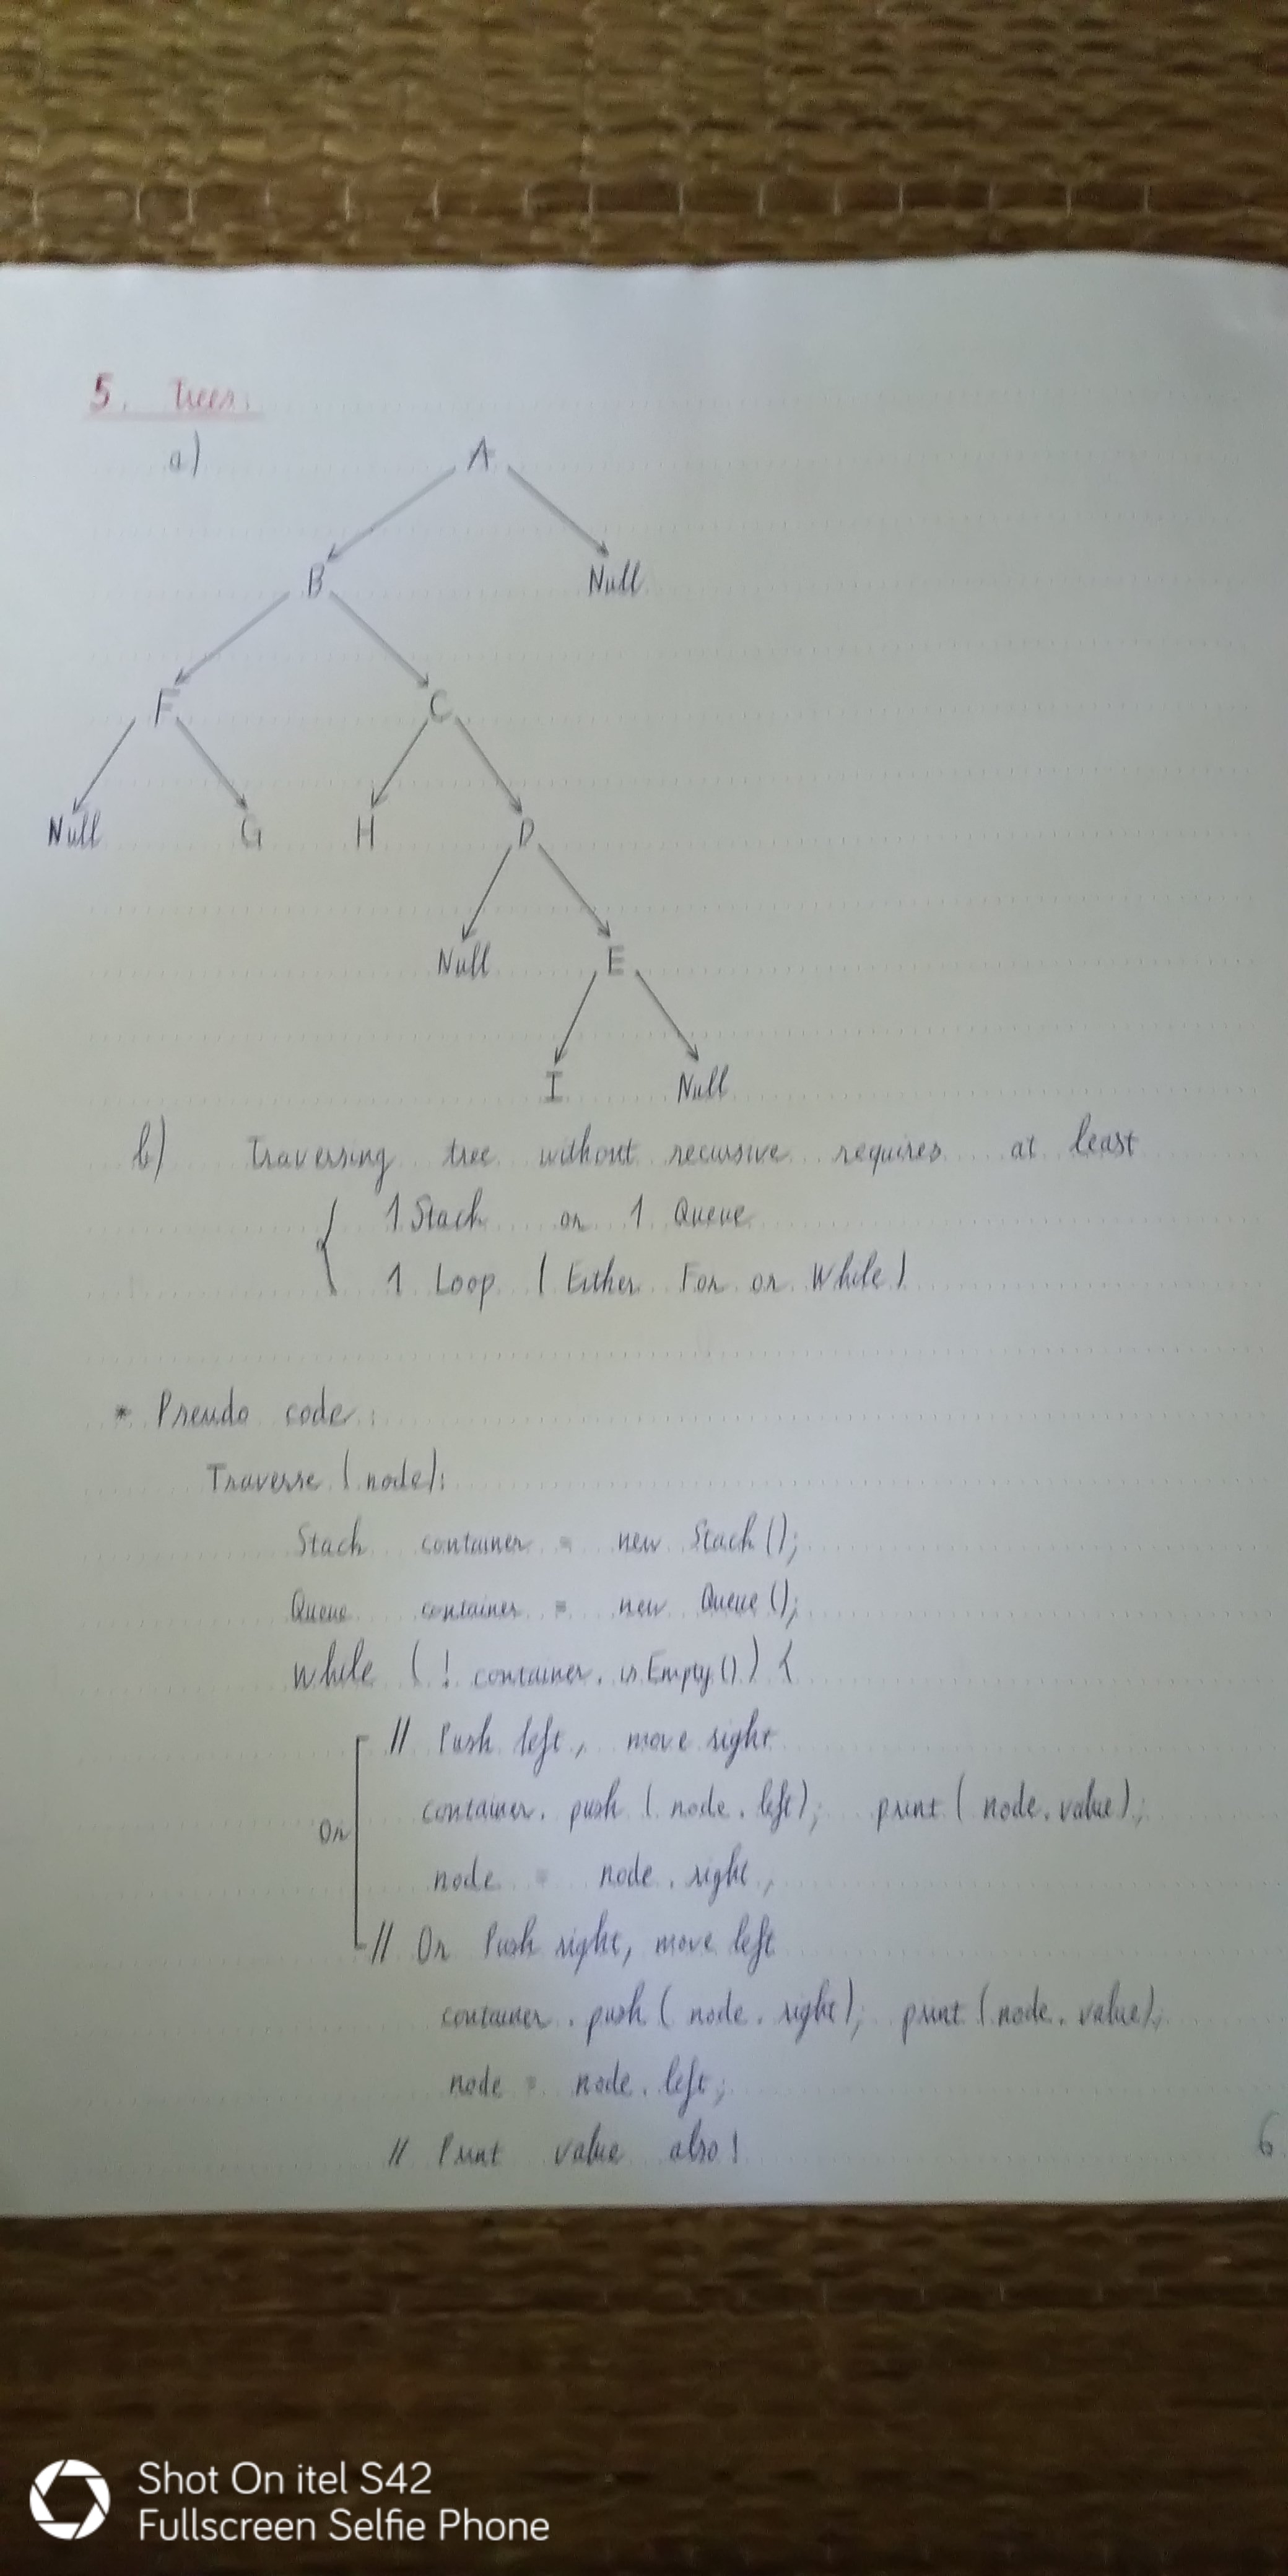 5. Trees.
a)
A
B Null
F C
Null G H D
Null E
I Null
b) Traversing tree without recursive requires at least
{ 1 Stack or 1 Queue
1 Loop ( Either For or While )
* Pseudo code :
Traverse ( node ):
Stack container = new Stack ();
Queue container = new Queue ();
while ( ! container. isEmpty () ) {
// Push left, move right
container. push ( node. left ); print ( node. value );
or
node = node. right ;
// Or Push right, move left
container. push ( node. right ); print ( node. value );
node = node. left ;
// Print value also !
6
Shot On itel S42
Fullscreen Selfie Phone